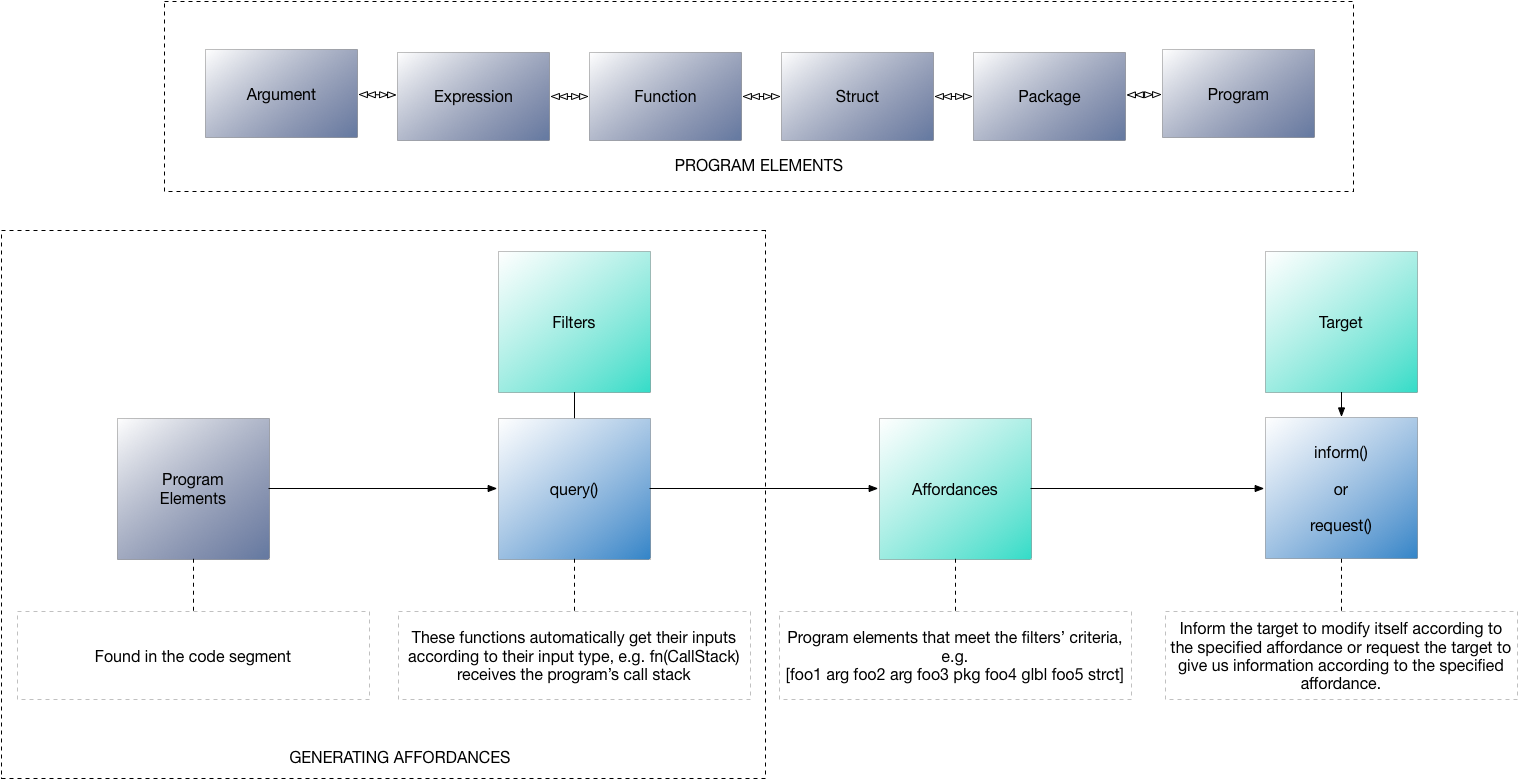 Argument
Expression
Function
Struct
Package
Program
PROGRAM ELEMENTS
Filters
Target
Program
Elements
query()
Affordances
inform()
or
request()
Found in the code segment
These functions automatically get their inputs
according to their input type, e.g. fn(CallStack)
receives the program's call stack
Program elements that meet the filters' criteria,
e.g.
[foo1 arg foo2 arg foo3 pkg foo4 glbl foo5 strct]
Inform the target to modify itself according to
the specified affordance or request the target to
give us information according to the specified
affordance.
GENERATING AFFORDANCES